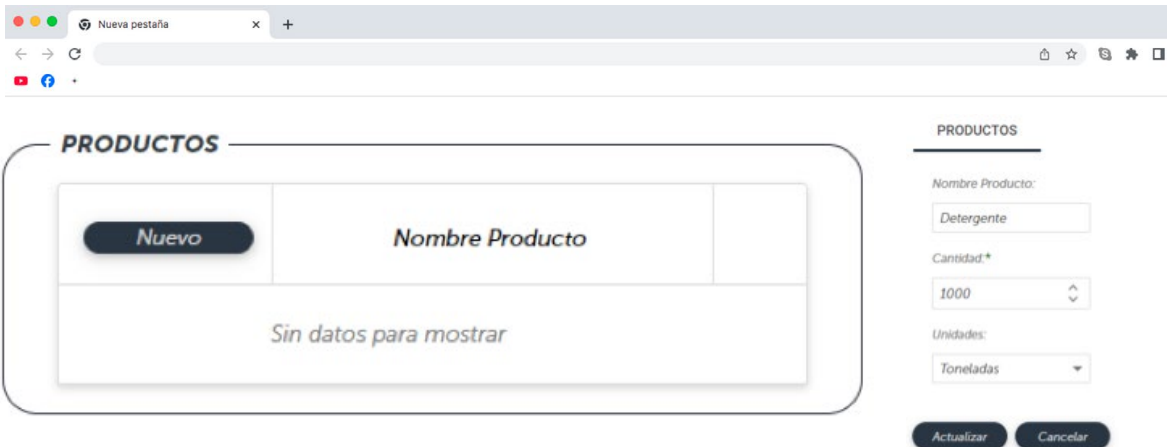 Nueva pestaña
PRODUCTOS
Nuevo
Nombre Producto
Sin datos para mostrar
PRODUCTOS
Nombre Producto:
Detergente
Cantidad:*
1000
Unidades:
Toneladas
Actualizar
Cancelar